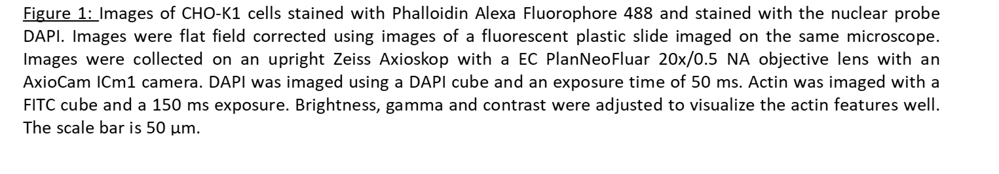 Figure 1: Images of CHO-K1 cells stained with Phalloidin Alexa Fluorophore 488 and stained with the nuclear probe
DAPI. Images were flat field corrected using images of a fluorescent plastic slide imaged on the same microscope.
Images were collected on an upright Zeiss Axioskop with a EC PlanNeoFluar 20x/0.5 NA objective lens with an
AxioCam ICm1 camera. DAPI was imaged using a DAPI cube and an exposure time of 50 ms. Actin was imaged with a
FITC cube and a 150 ms exposure. Brightness, gamma and contrast were adjusted to visualize the actin features well.
The scale bar is 50 µm.